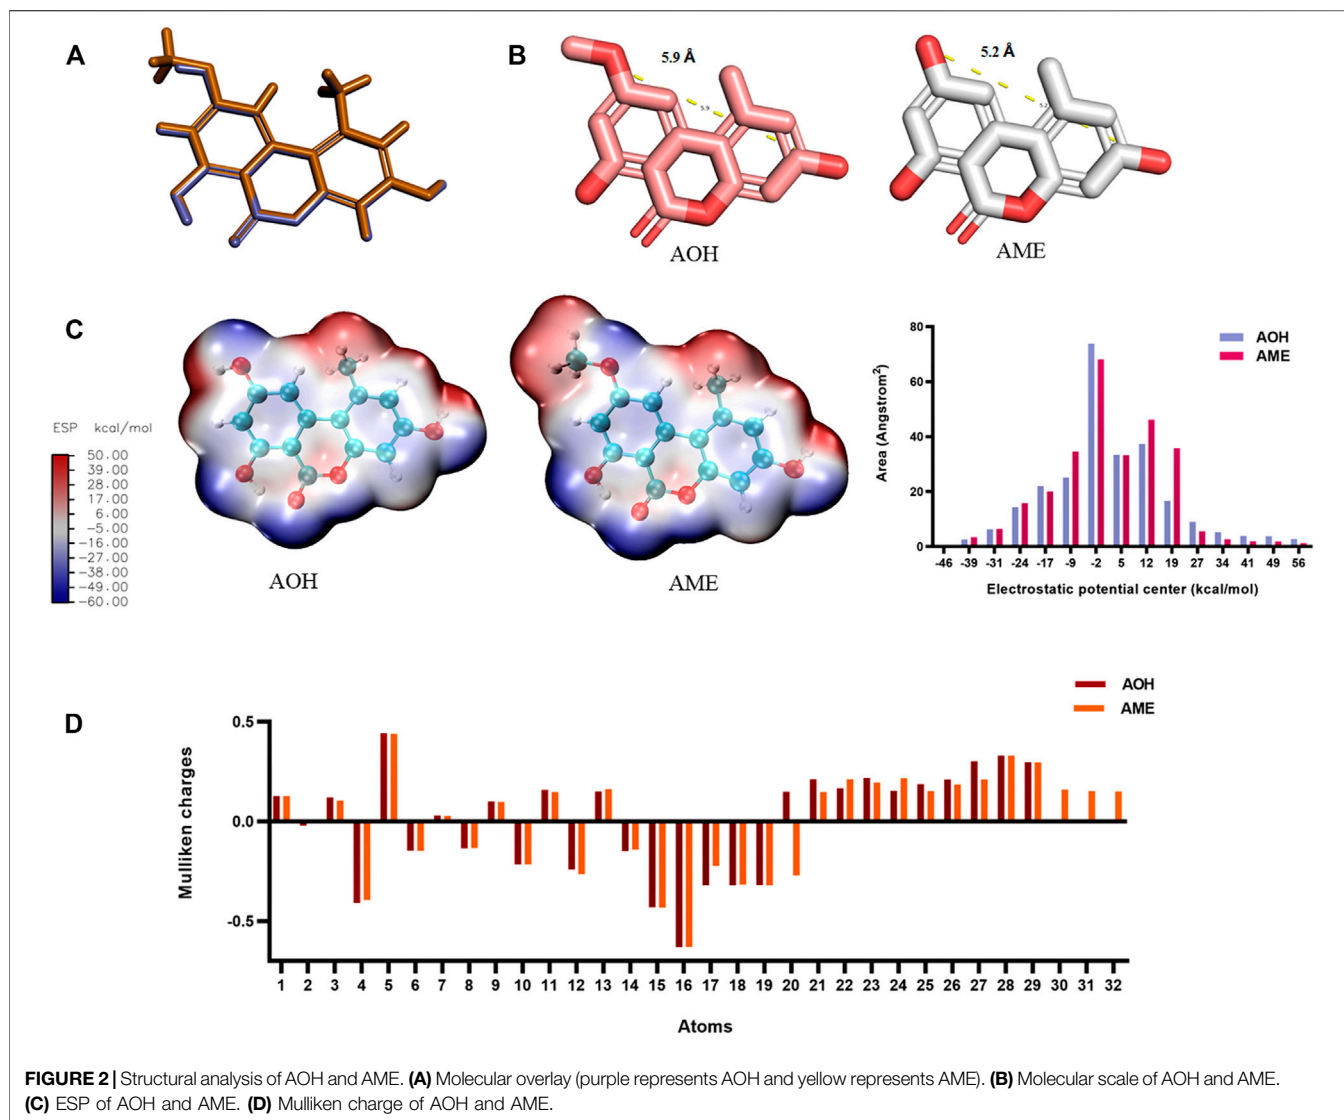 A
B
5.9 Å
5.9
AOH
5.2 Å
5.2
AME
C
ESP kcal/mol
50.00
39.00
28.00
17.00
6.00
-5.00
-16.00
-27.00
-38.00
-49.00
-60.00
AOH
AME
Area (Angstrom²)
80
60
40
20
0
AOH
AME
-46 -39 -31 -24 -17 -9 -2 5 12 19 27 34 41 49 56
Electrostatic potential center (kcal/mol)
D
AOH
AME
Mulliken charges
0.5
0.0
-0.5
1 2 3 4 5 6 7 8 9 10 11 12 13 14 15 16 17 18 19 20 21 22 23 24 25 26 27 28 29 30 31 32
Atoms
FIGURE 2 | Structural analysis of AOH and AME. (A) Molecular overlay (purple represents AOH and yellow represents AME). (B) Molecular scale of AOH and AME.
(C) ESP of AOH and AME. (D) Mulliken charge of AOH and AME.